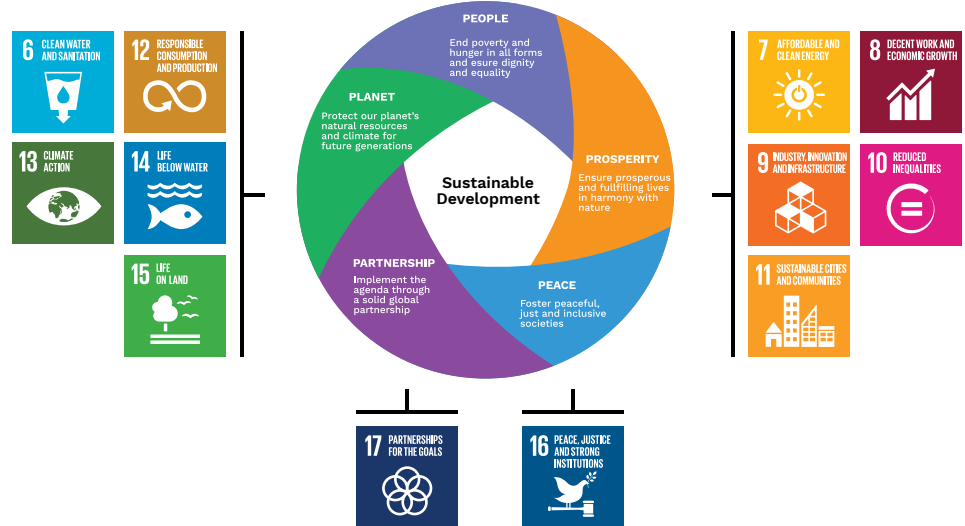 PEOPLE
End poverty and
hunger in all forms
and esure dignity
and equality
PLANET
Protect our planet's
natural resources
and climate for
future generations
PROSPERITY
Ensure prosperous
and fullfilling lives
in harmony with
nature
Sustainable
Development
PARTNERSHIP
Implement the
agenda through
a solid global
partnership
PEACE
Foster peaceful,
just and inclusive
societies
6 CLEAN WATER
AND SANITATION
12 RESPONSIBLE
CONSUMPTION
AND PRODUCTION
13 CLIMATE
ACTION
14 LIFE
BELOW WATER
15 LIFE
ON LAND
7 AFFORDABLE AND
CLEAN ENERGY
8 DECENT WORK AND
ECONOMIC GROWTH
9 INDUSTRY, INNOVATION
AND INFRASTRUCTURE
10 REDUCED
INEQUALITIES
11 SUSTAINABLE CITIES
AND COMMUNITIES
17 PARTNERSHIPS
FOR THE GOALS
16 PEACE, JUSTICE
AND STRONG
INSTITUTIONS